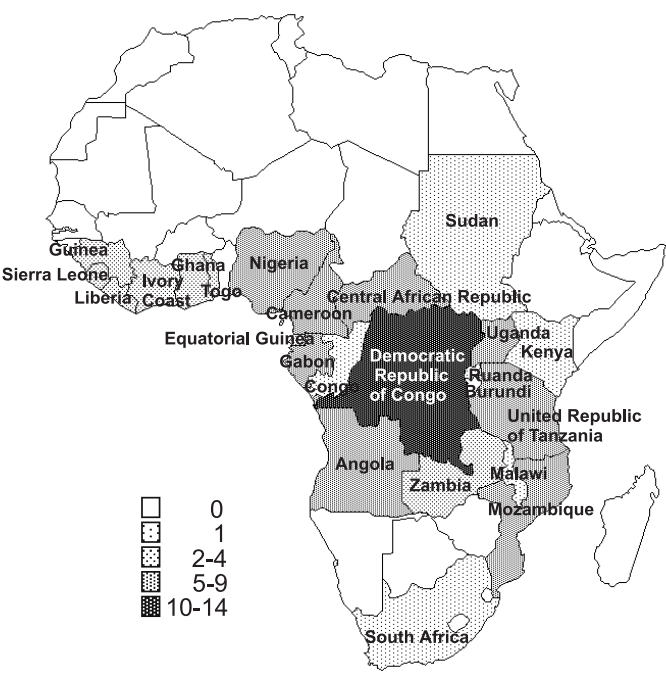 Sudan
Guinea
Sierra Leone
Liberia
Ivory
Coast
Ghana
Togo
Nigeria
Central African Republic
Cameroon
Equatorial Guinea
Gabon
Congo
Democratic
Republic
of Congo
Uganda
Kenya
Ruanda
Burundi
United Republic
of Tanzania
Angola
Zambia
Malawi
Mozambique
South Africa
0
1
2-4
5-9
10-14